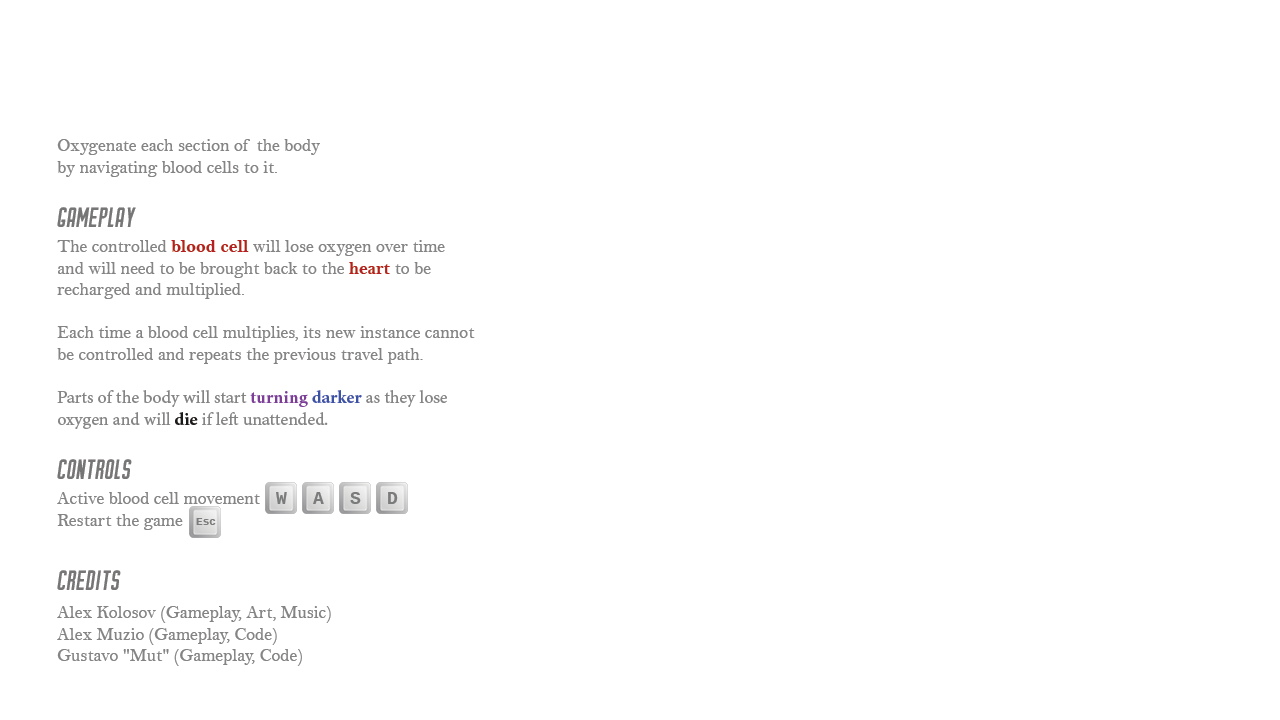 Oxygenate each section of the body
by navigating blood cells to it.
GAMEPLAY
The controlled blood cell will lose oxygen over time
and will need to be brought back to the heart to be
recharged and multiplied.
Each time a blood cell multiplies, its new instance cannot
be controlled and repeats the previous travel path.
Parts of the body will start turning darker as they lose
oxygen and will die if left unattended.
CONTROLS
Active blood cell movement W A S D
Restart the game Esc
CREDITS
Alex Kolosov (Gameplay, Art, Music)
Alex Muzio (Gameplay, Code)
Gustavo "Mut" (Gameplay, Code)